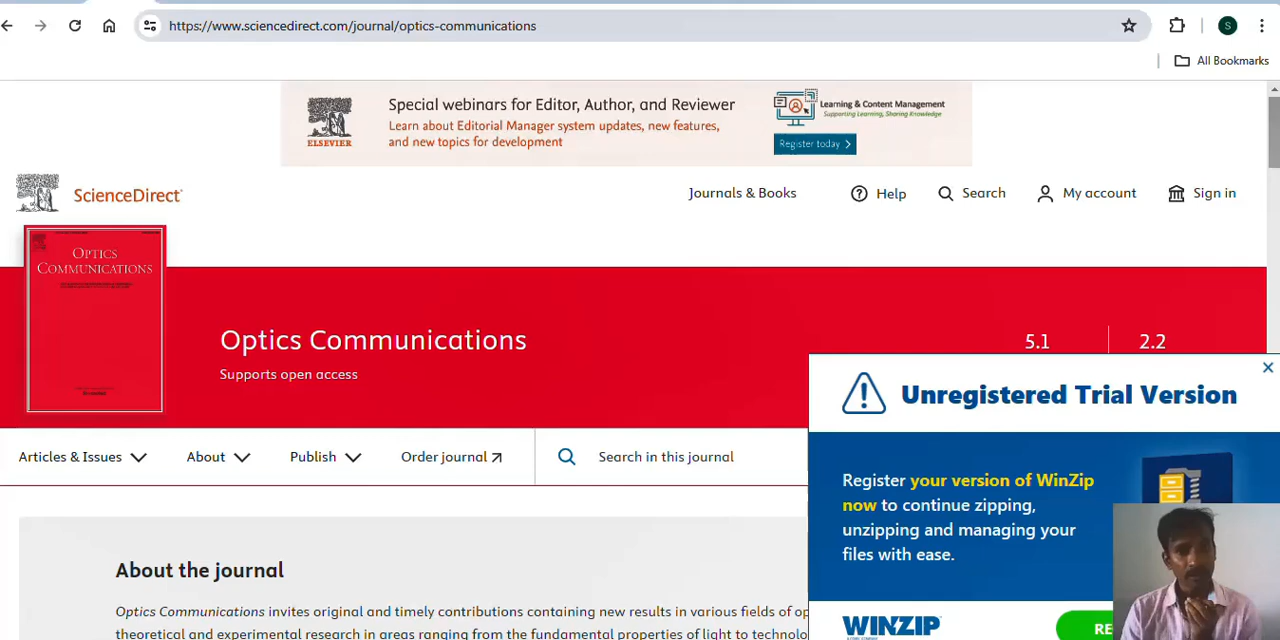 https://www.sciencedirect.com/journal/optics-communications
S
All Bookmarks
Special webinars for Editor, Author, and Reviewer
Learn about Editorial Manager system updates, new features,
and new topics for development
ELSEVIER
Learning & Content Management
Supporting Learning, Sharing Knowledge
Register today
ScienceDirect
Journals & Books
Help
Search
My account
Sign in
OPTICS
COMMUNICATIONS
Optics Communications
Supports open access
5.1
2.2
Unregistered Trial Version
Articles & Issues
About
Publish
Order journal
Search in this journal
Register your version of WinZip
now to continue zipping,
unzipping and managing your
files with ease.
WINZIP
RE
About the journal
Optics Communications invites original and timely contributions containing new results in various fields of op
theoretical and experimental research in areas ranging from the fundamental properties of light to technolo